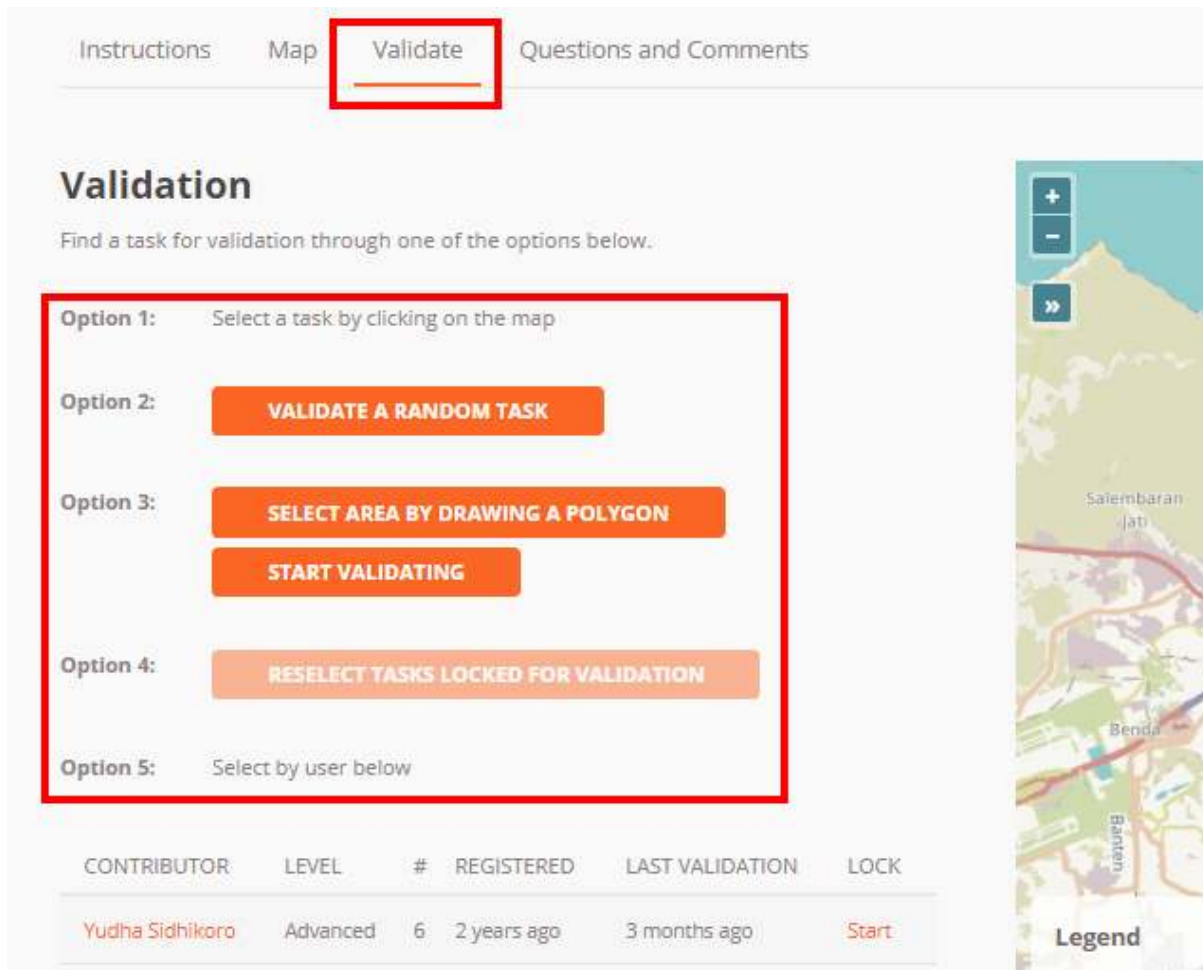 Instructions Map Validate Questions and Comments
Validation
Find a task for validation through one of the options below.
Option 1: Select a task by clicking on the map
Option 2: VALIDATE A RANDOM TASK
Option 3: SELECT AREA BY DRAWING A POLYGON
START VALIDATING
Option 4: RESELECT TASKS LOCKED FOR VALIDATION
Option 5: Select by user below
CONTRIBUTOR LEVEL # REGISTERED LAST VALIDATION LOCK
Yudha Sidhikoro Advanced 6 2 years ago 3 months ago Start
+
−
»
Salembaran
Jati
Benda
Banten
Legend